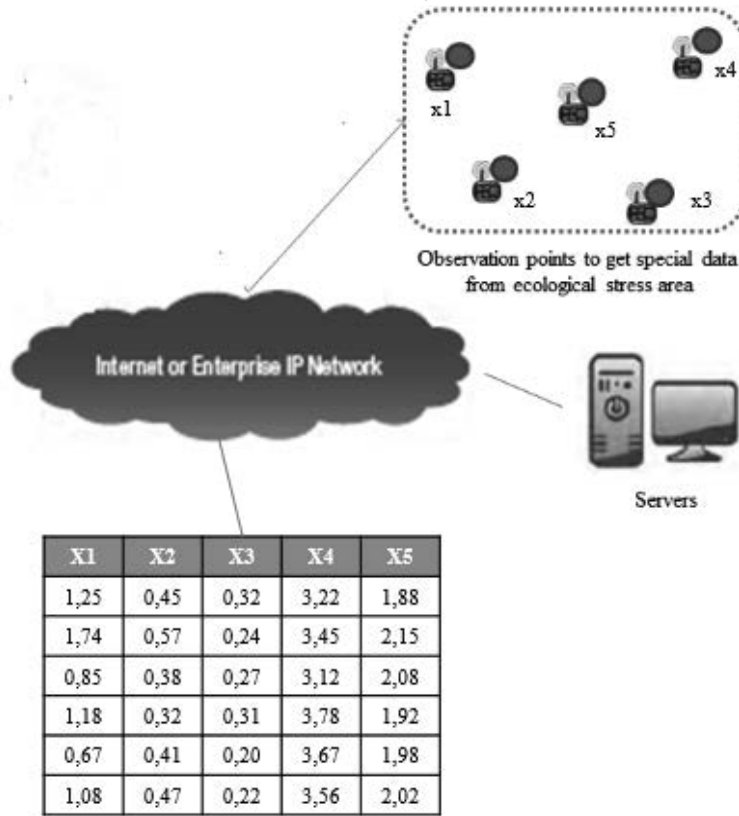 x1
x4
x5
x2
x3
Observation points to get special data
from ecological stress area
Internet or Enterprise IP Network
Servers
X1 X2 X3 X4 X5
1,25 0,45 0,32 3,22 1,88
1,74 0,57 0,24 3,45 2,15
0,85 0,38 0,27 3,12 2,08
1,18 0,32 0,31 3,78 1,92
0,67 0,41 0,20 3,67 1,98
1,08 0,47 0,22 3,56 2,02